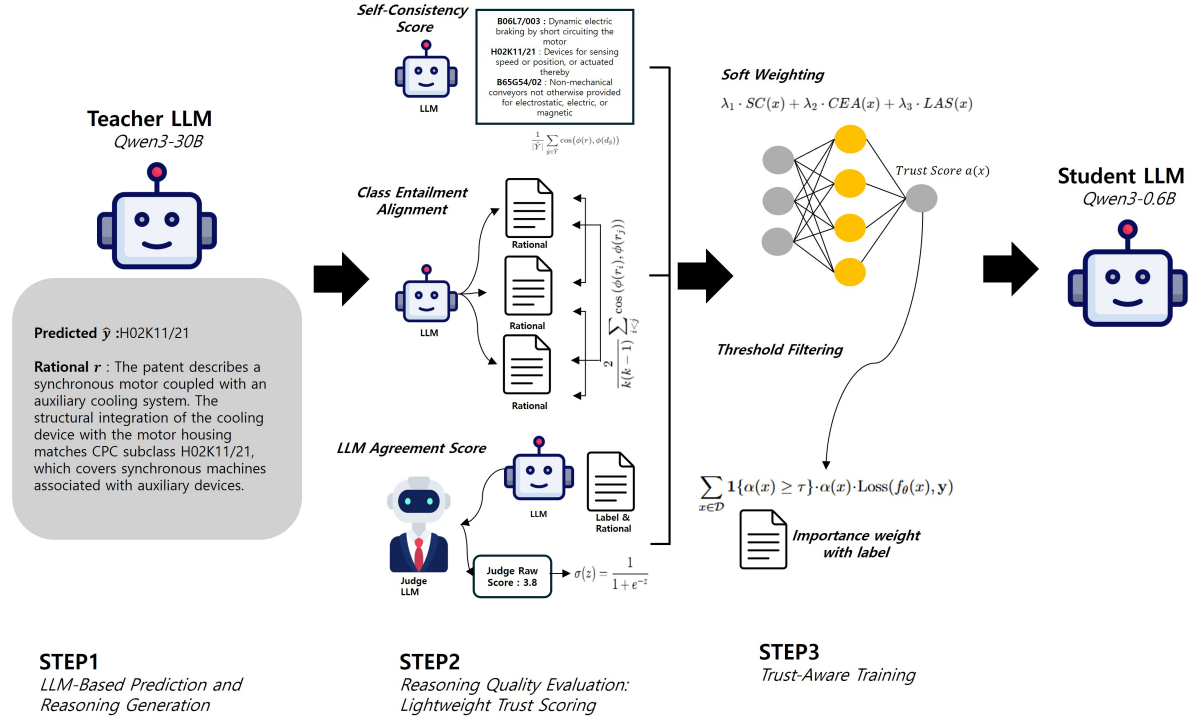 Teacher LLM
Qwen3-30B
Predicted ŷ :H02K11/21
Rational r : The patent describes a
synchronous motor coupled with an
auxiliary cooling system. The
structural integration of the cooling
device with the motor housing
matches CPC subclass H02K11/21,
which covers synchronous machines
associated with auxiliary devices.
STEP1
LLM-Based Prediction and
Reasoning Generation
Self-Consistency
Score
LLM
B06L7/003 : Dynamic electric
braking by short circuiting the
motor
H02K11/21 : Devices for sensing
speed or position, or actuated
thereby
B65G54/02 : Non-mechanical
conveyors not otherwise provided
for electrostatic, electric, or
magnetic
1/|Ŷ| ∑ŷ∈Ŷ cos(φ(r), φ(dŷ))
Class Entailment
Alignment
LLM
Rational
Rational
Rational
2/k(k − 1) ∑i<j cos (φ(ri), φ(rj))
LLM Agreement Score
LLM
Label &
Rational
Judge
LLM
Judge Raw
Score : 3.8
σ(z) = 1/1 + e^−z
STEP2
Reasoning Quality Evaluation:
Lightweight Trust Scoring
Soft Weighting
λ1 · SC(x) + λ2 · CEA(x) + λ3 · LAS(x)
Trust Score a(x)
Threshold Filtering
∑x∈D 1{α(x) ≥ τ}·α(x)·Loss(fθ(x), y)
Importance weight
with label
STEP3
Trust-Aware Training
Student LLM
Qwen3-0.6B